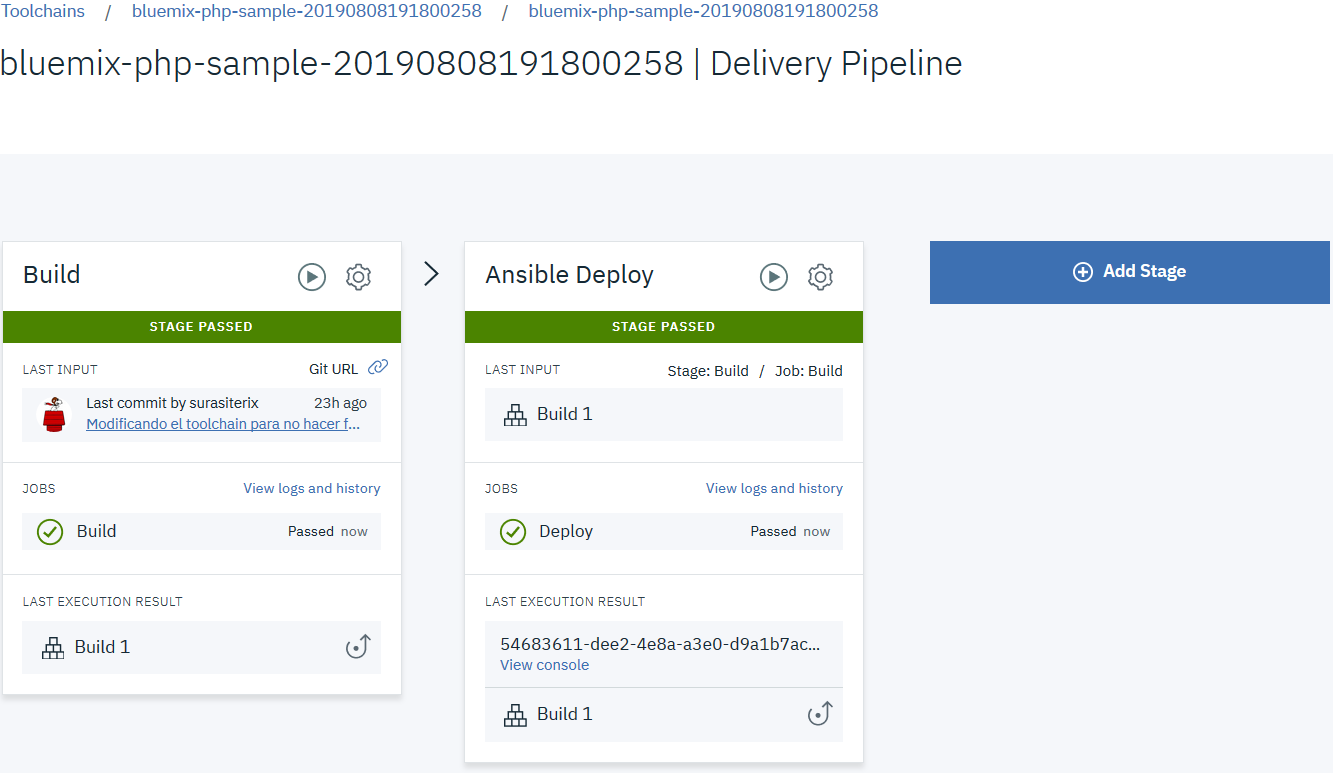 Toolchains / bluemix-php-sample-20190808191800258 / bluemix-php-sample-20190808191800258
bluemix-php-sample-20190808191800258 | Delivery Pipeline
Build
STAGE PASSED
LAST INPUT Git URL
Last commit by surasiterix 23h ago
Modificando el toolchain para no hacer f...
JOBS View logs and history
Build Passed now
LAST EXECUTION RESULT
Build 1
Ansible Deploy
STAGE PASSED
LAST INPUT Stage: Build / Job: Build
Build 1
JOBS View logs and history
Deploy Passed now
LAST EXECUTION RESULT
54683611-dee2-4e8a-a3e0-d9a1b7ac...
View console
Build 1
Add Stage